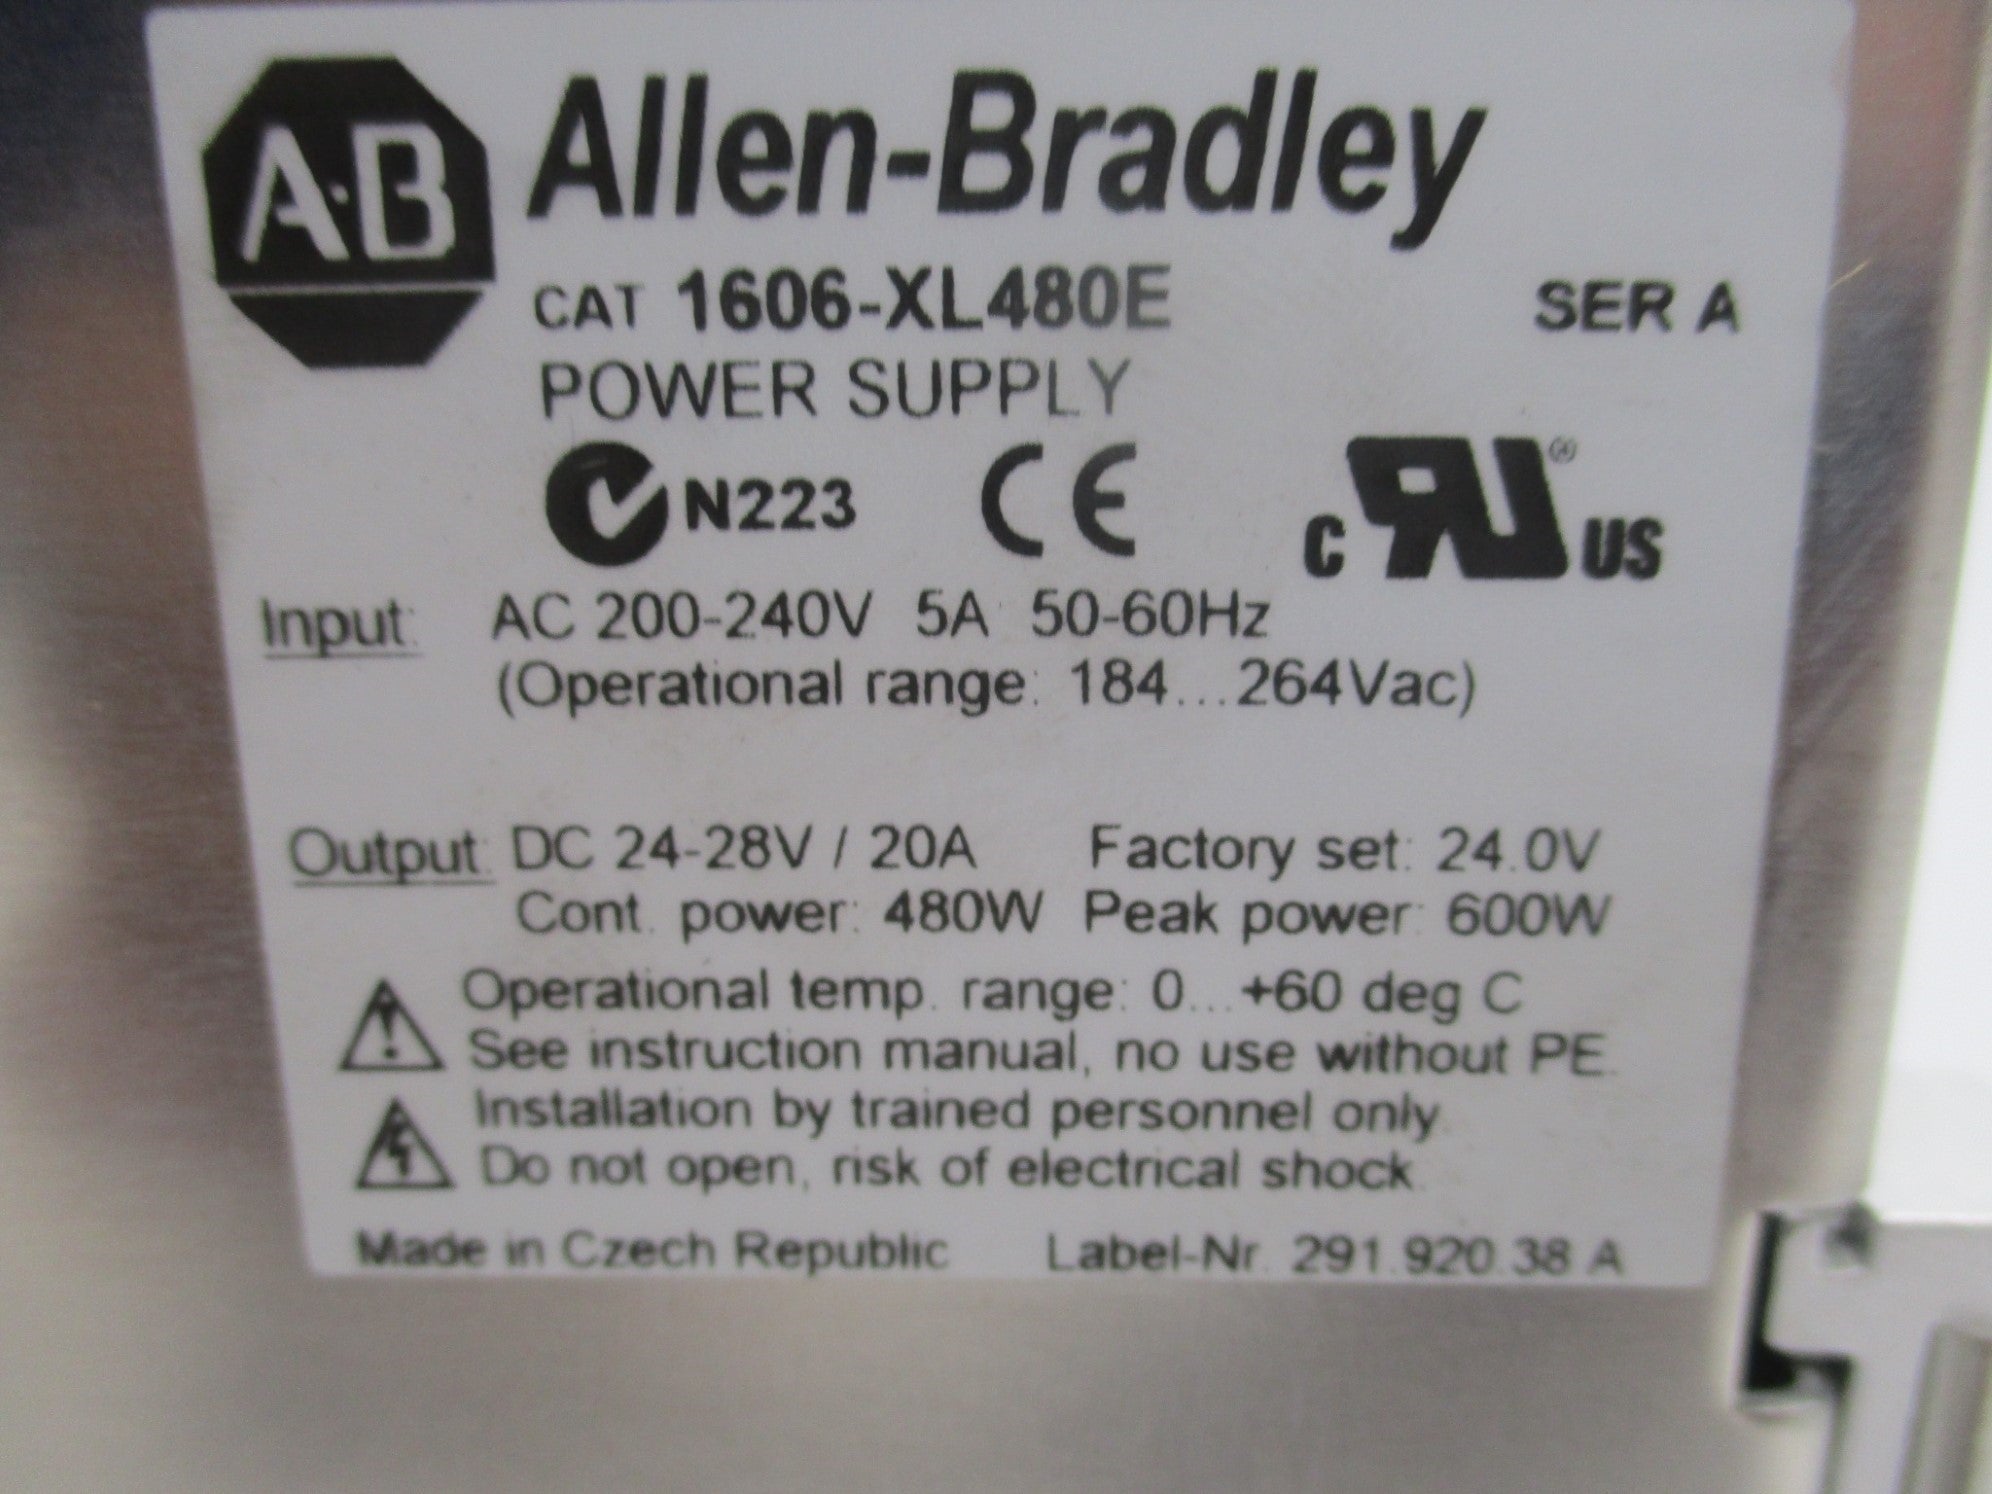 A·B Allen-Bradley
CAT 1606-XL480E SER A
POWER SUPPLY
N223 CE C RU ® US
Input: AC 200-240V 5A 50-60Hz
(Operational range: 184...264Vac)
Output: DC 24-28V / 20A Factory set: 24.0V
Cont. power: 480W Peak power: 600W
Operational temp. range: 0...+60 deg C
See instruction manual, no use without PE.
Installation by trained personnel only.
Do not open, risk of electrical shock.
Made in Czech Republic Label-Nr. 291.920.38 A